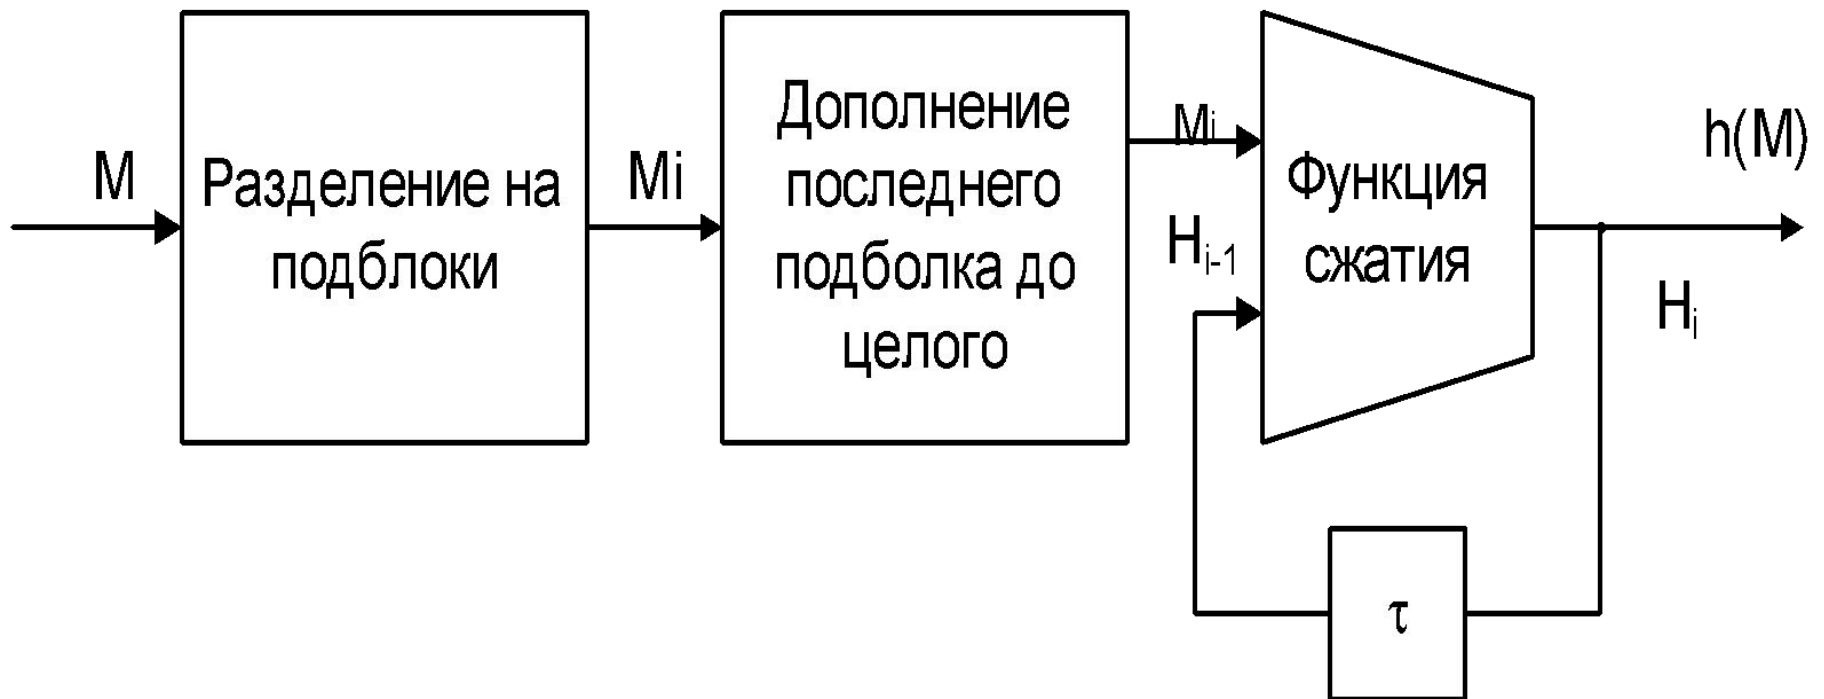 M
Разделение на
подблоки
Mi
Дополнение
последнего
подболка до
целого
Mi
Hi-1
Функция
сжатия
h(M)
Hi
τ